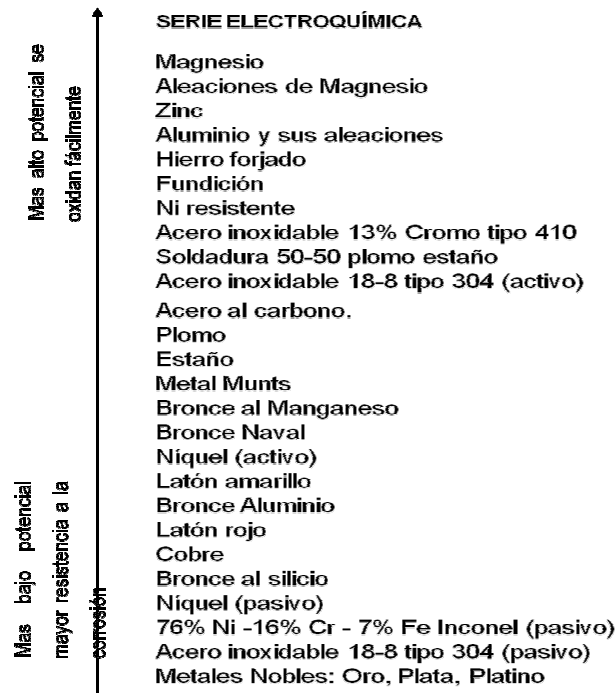 SERIE ELECTROQUÍMICA
Mas alto potencial se
oxidan fácilmente
Magnesio
Aleaciones de Magnesio
Zinc
Aluminio y sus aleaciones
Hierro forjado
Fundición
Ni resistente
Acero inoxidable 13% Cromo tipo 410
Soldadura 50-50 plomo estaño
Acero inoxidable 18-8 tipo 304 (activo)
Acero al carbono.
Plomo
Estaño
Metal Munts
Bronce al Manganeso
Bronce Naval
Níquel (activo)
Latón amarillo
Bronce Aluminio
Latón rojo
Cobre
Bronce al silicio
Níquel (pasivo)
76% Ni -16% Cr - 7% Fe Inconel (pasivo)
Acero inoxidable 18-8 tipo 304 (pasivo)
Metales Nobles: Oro, Plata, Platino
Mas bajo potencial
mayor resistencia a la
corrosión